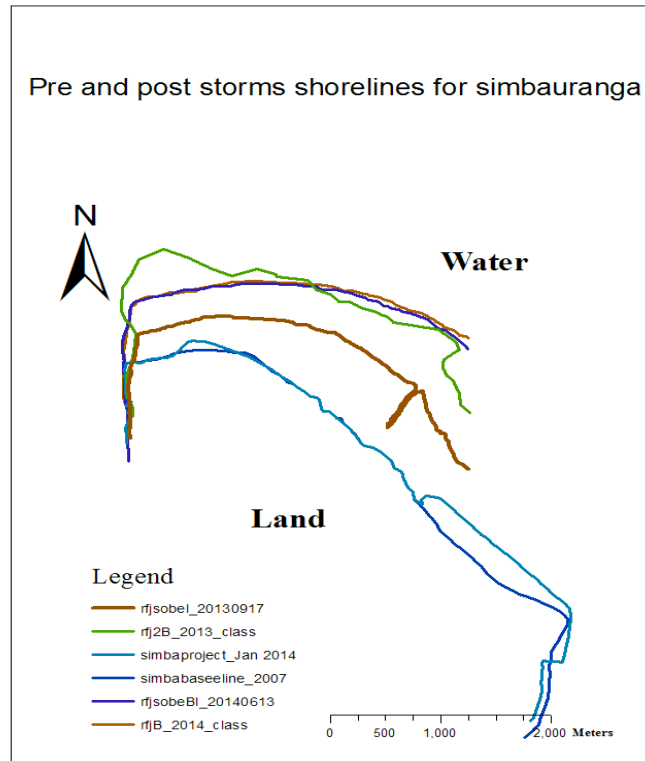 Pre and post storms shorelines for simbauranga
N
Water
Land
Legend
rfjsobel_20130917
rfj2B_2013_class
simbaproject_Jan 2014
simbabaseeline_2007
rfjsobeBl_20140613
rfjB_2014_class
0 500 1,000 2,000 Meters